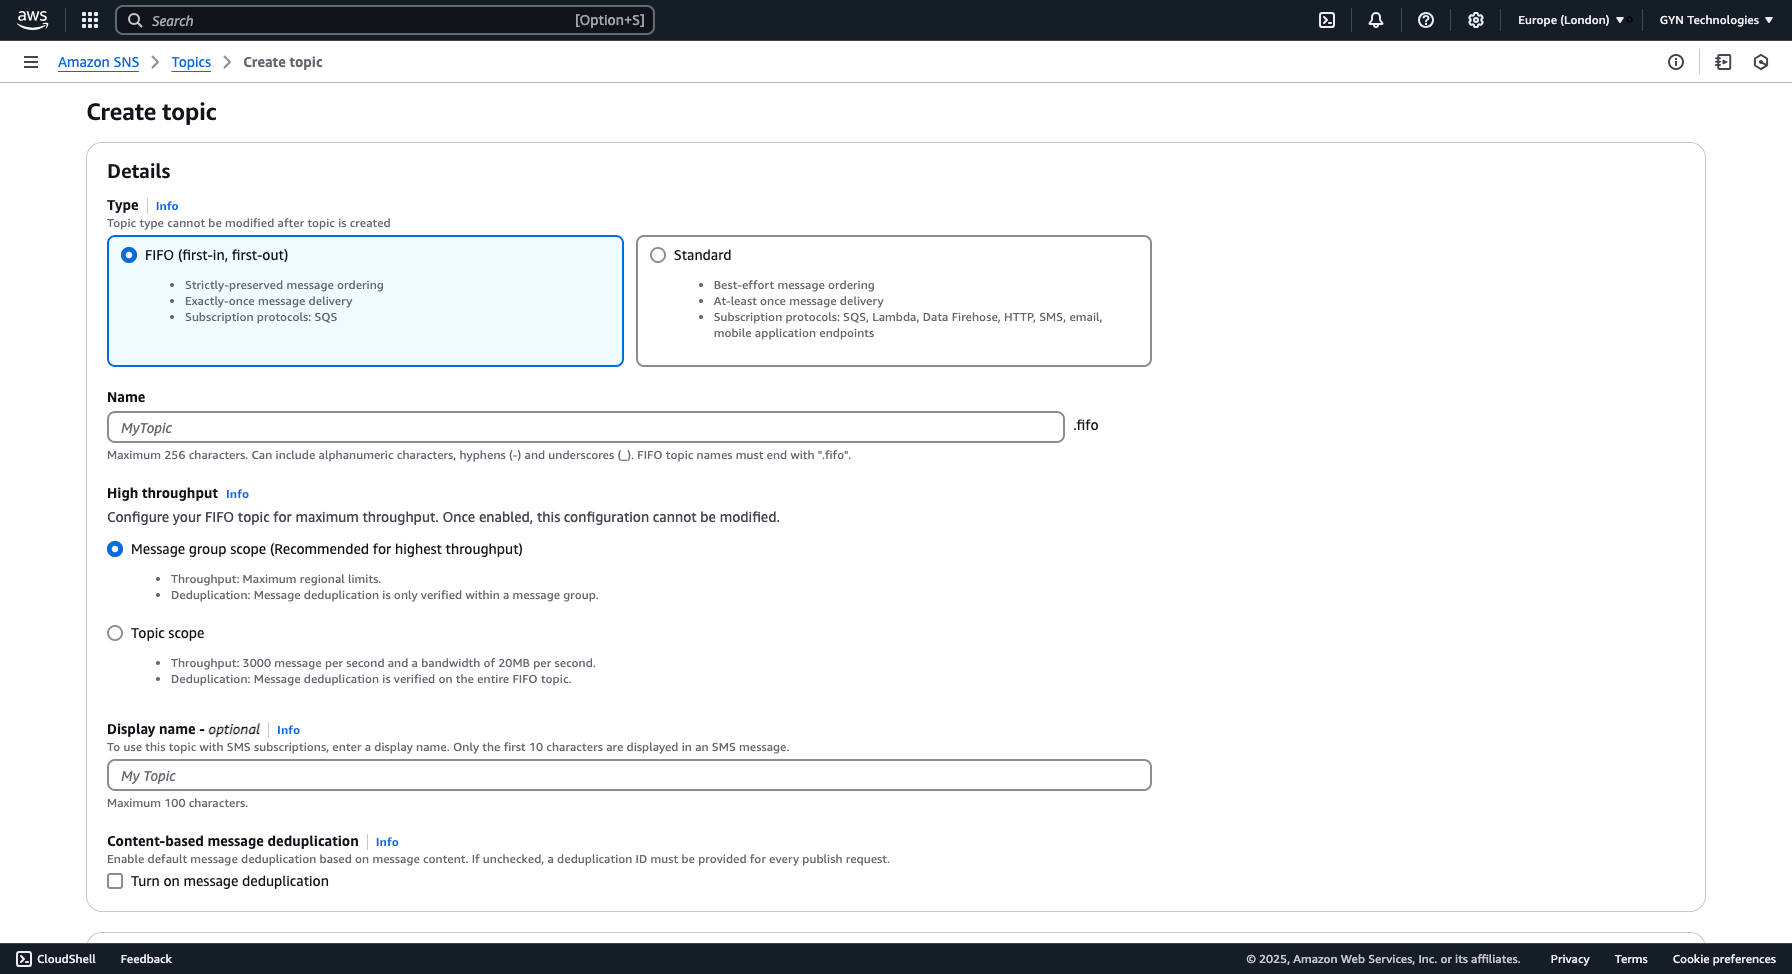 aws
Search [Option+S]
Europe (London)
GYN Technologies
Amazon SNS
Topics
Create topic
Create topic
Details
Type
Info
Topic type cannot be modified after topic is created
FIFO (first-in, first-out)
Strictly-preserved message ordering
Exactly-once message delivery
Subscription protocols: SQS
Standard
Best-effort message ordering
At-least once message delivery
Subscription protocols: SQS, Lambda, Data Firehose, HTTP, SMS, email,
mobile application endpoints
Name
MyTopic
.fifo
Maximum 256 characters. Can include alphanumeric characters, hyphens (-) and underscores (_). FIFO topic names must end with ".fifo".
High throughput Info
Configure your FIFO topic for maximum throughput. Once enabled, this configuration cannot be modified.
Message group scope (Recommended for highest throughput)
Throughput: Maximum regional limits.
Deduplication: Message deduplication is only verified within a message group.
Topic scope
Throughput: 3000 message per second and a bandwidth of 20MB per second.
Deduplication: Message deduplication is verified on the entire FIFO topic.
Display name - optional
Info
To use this topic with SMS subscriptions, enter a display name. Only the first 10 characters are displayed in an SMS message.
My Topic
Maximum 100 characters.
Content-based message deduplication
Info
Enable default message deduplication based on message content. If unchecked, a deduplication ID must be provided for every publish request.
Turn on message deduplication
CloudShell
Feedback
© 2025, Amazon Web Services, Inc. or its affiliates.
Privacy
Terms
Cookie preferences